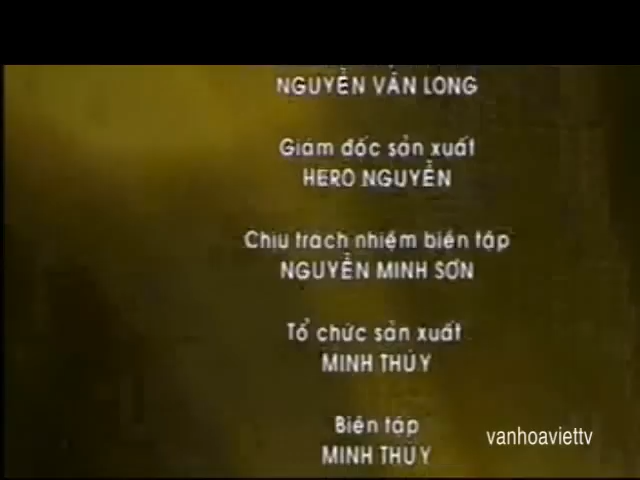 NGUYỄN VĂN LONG
Giám đốc sản xuất
HERO NGUYỄN
Chịu trách nhiệm biên tập
NGUYỄN MINH SƠN
Tổ chức sản xuất
MINH THÚY
Biên tập
MINH THÚY
vanhoaviettv